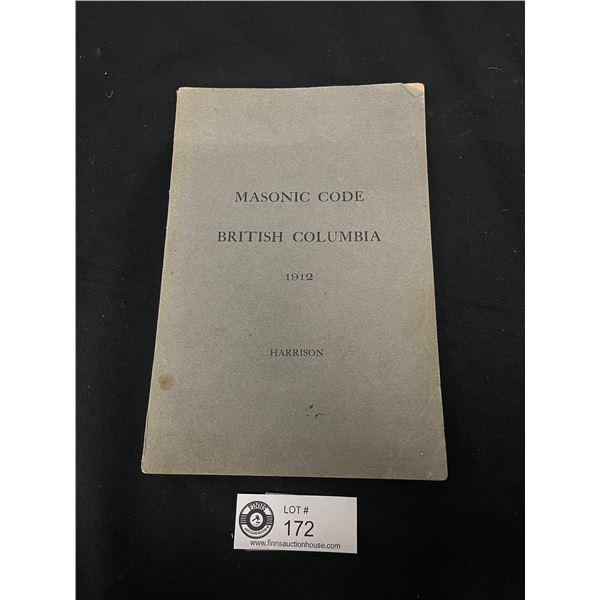 MASONIC CODE
BRITISH COLUMBIA
1912
HARRISON
LOT #
172
www.finnsauctionhouse.com